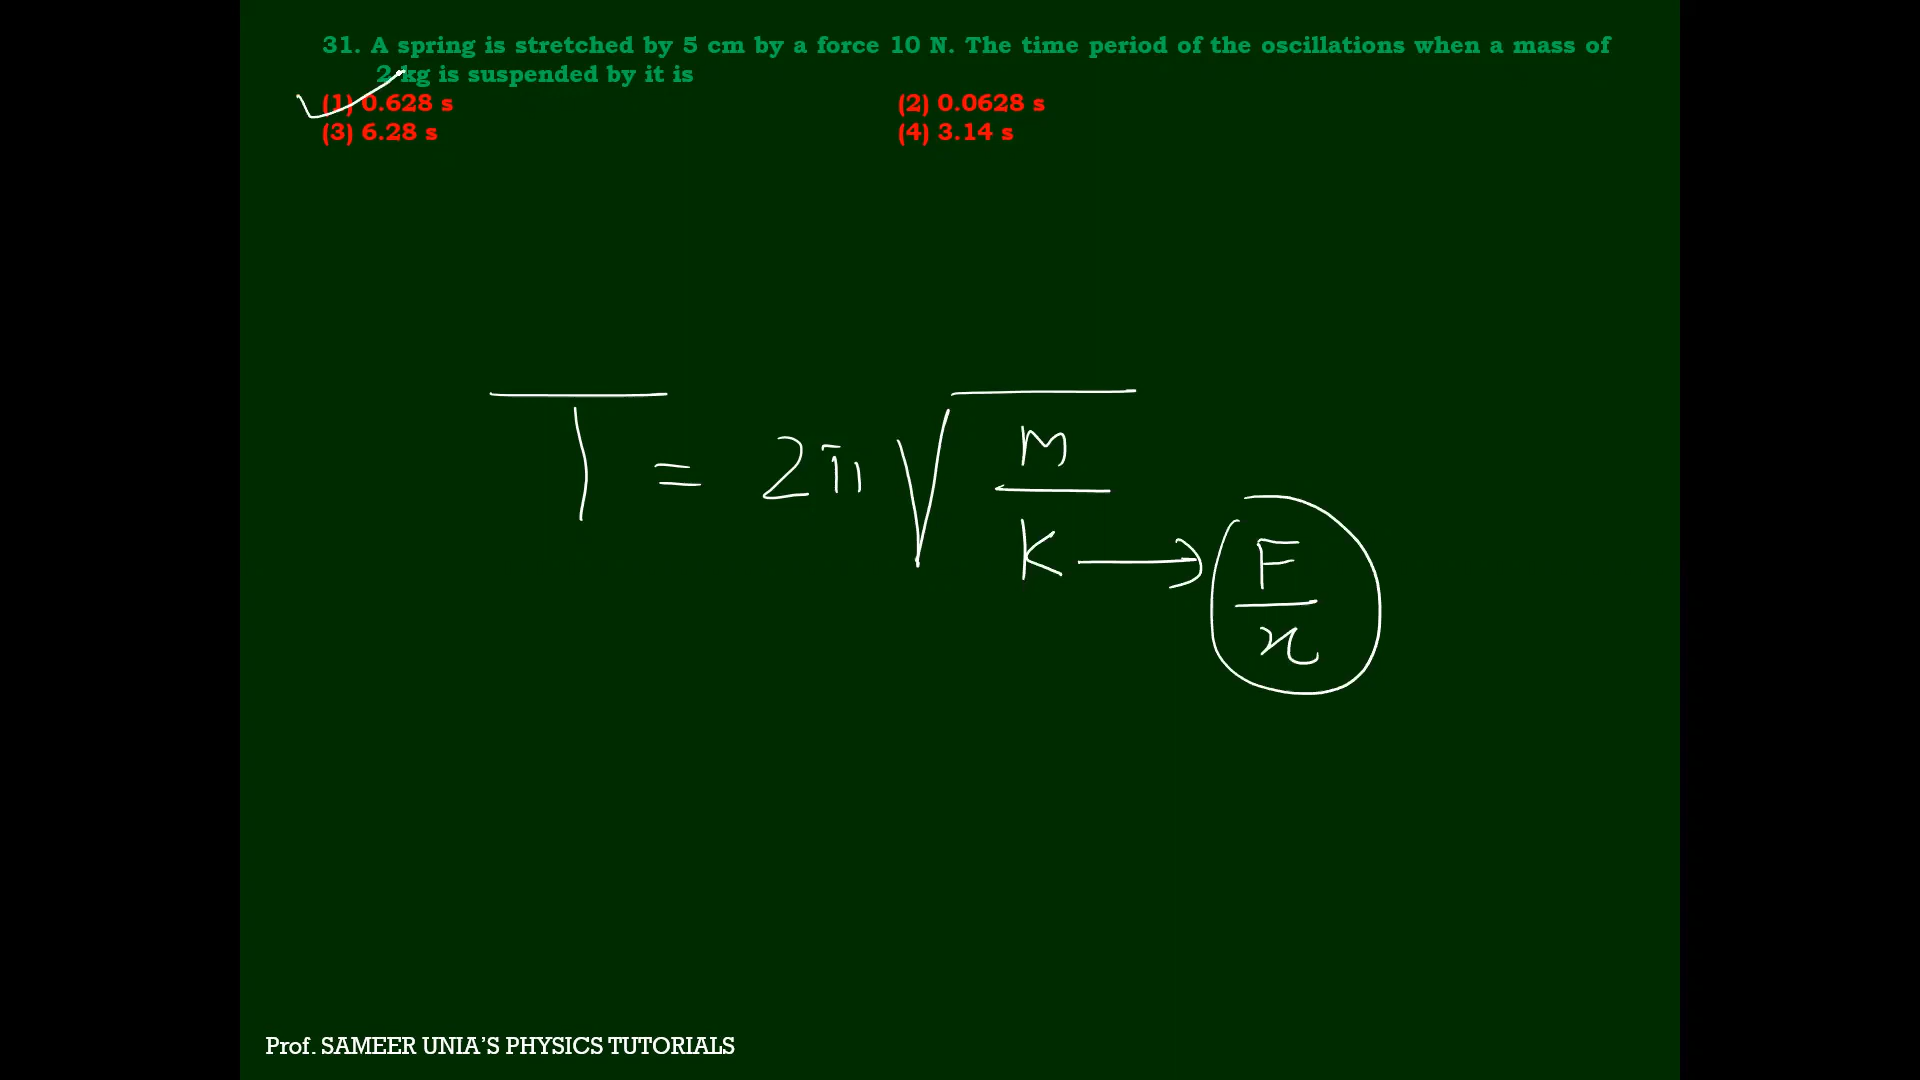 31. A spring is stretched by 5 cm by a force 10 N. The time period of the oscillations when a mass of
2 kg is suspended by it is
(1) 0.628 s (2) 0.0628 s
(3) 6.28 s (4) 3.14 s
T = 2π √ m / K → F / x
Prof. SAMEER UNIA'S PHYSICS TUTORIALS